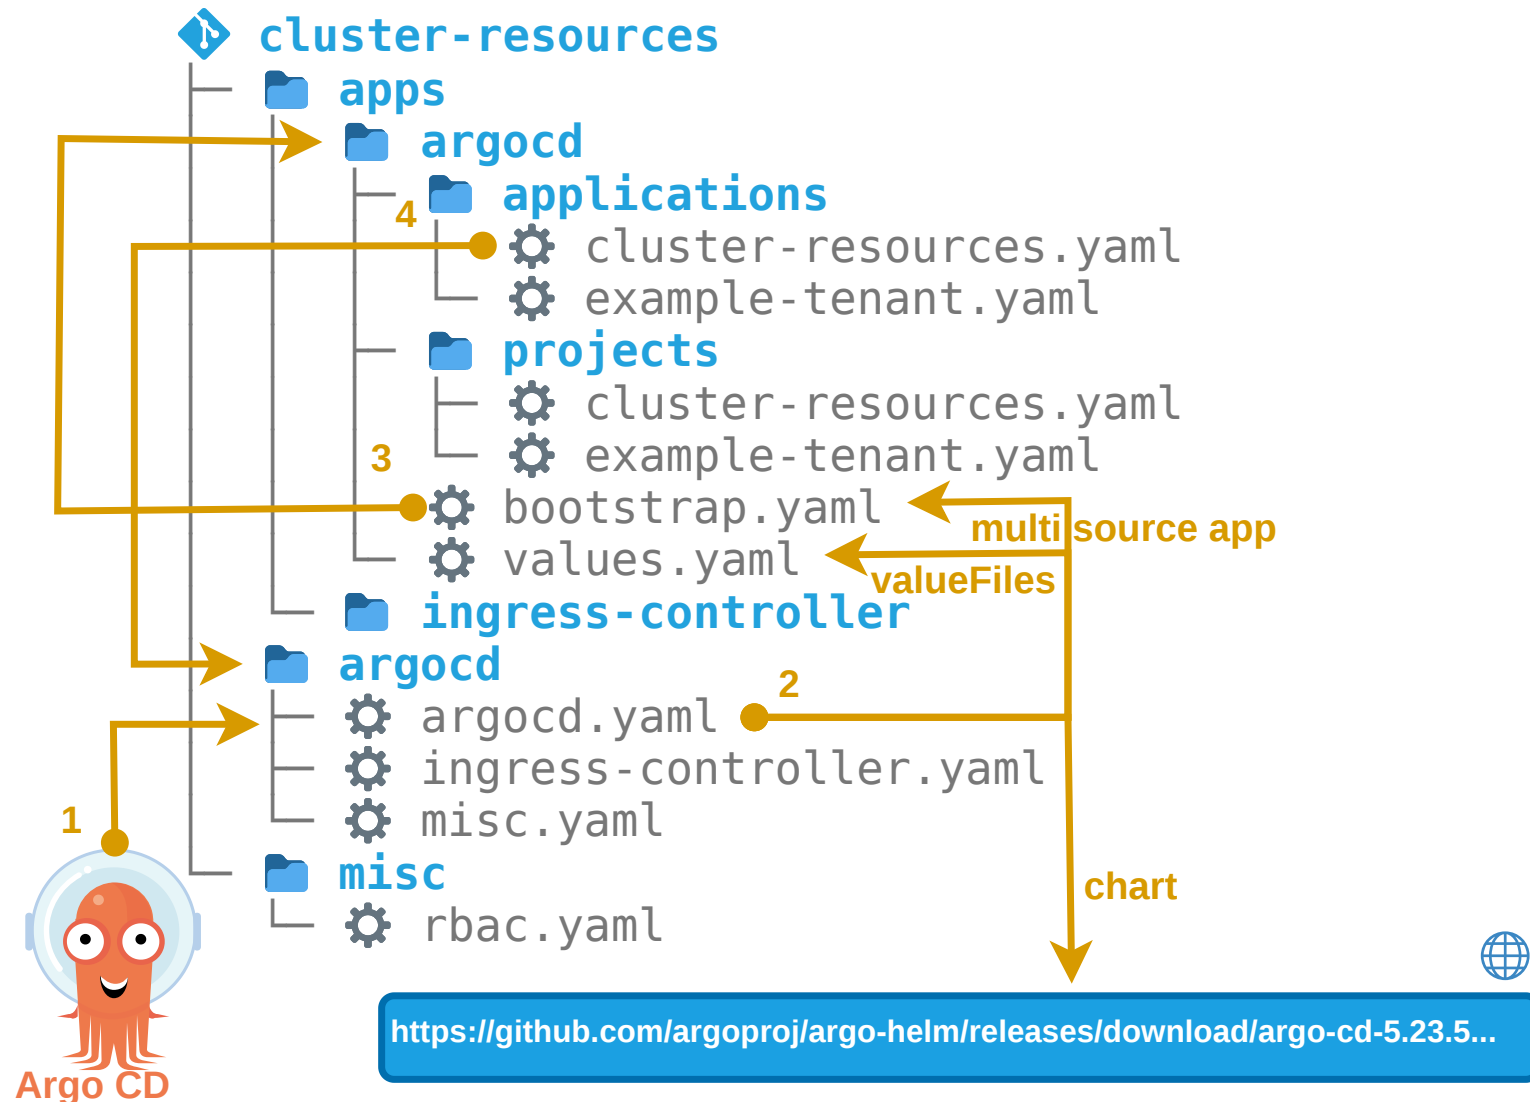 cluster-resources
apps
argocd
applications
4
cluster-resources.yaml
example-tenant.yaml
projects
cluster-resources.yaml
example-tenant.yaml
3
bootstrap.yaml
multi source app
values.yaml
valueFiles
ingress-controller
argocd
2
argocd.yaml
ingress-controller.yaml
1
misc.yaml
misc
chart
rbac.yaml
https://github.com/argoproj/argo-helm/releases/download/argo-cd-5.23.5...
Argo CD